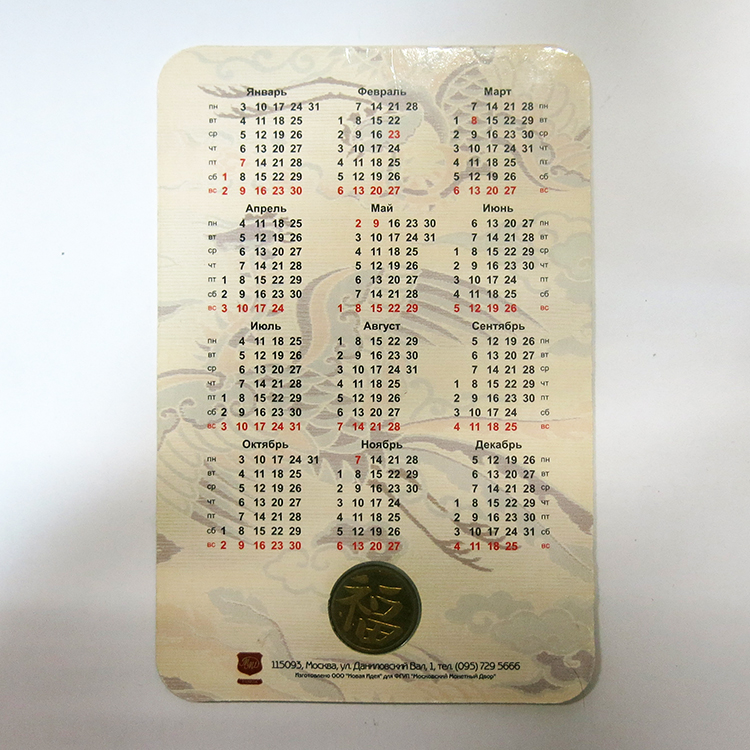 Январь Февраль Март
пн 3 10 17 24 31 7 14 21 28 7 14 21 28 пн
вт 4 11 18 25 1 8 15 22 1 8 15 22 29 вт
ср 5 12 19 26 2 9 16 23 2 9 16 23 30 ср
чт 6 13 20 27 3 10 17 24 3 10 17 24 31 чт
пт 7 14 21 28 4 11 18 25 4 11 18 25 пт
сб 1 8 15 22 29 5 12 19 26 5 12 19 26 сб
вс 2 9 16 23 30 6 13 20 27 6 13 20 27 вс
Апрель Май Июнь
пн 4 11 18 25 2 9 16 23 30 6 13 20 27 пн
вт 5 12 19 26 3 10 17 24 31 7 14 21 28 вт
ср 6 13 20 27 4 11 18 25 1 8 15 22 29 ср
чт 7 14 21 28 5 12 19 26 2 9 16 23 30 чт
пт 1 8 15 22 29 6 13 20 27 3 10 17 24 пт
сб 2 9 16 23 30 7 14 21 28 4 11 18 25 сб
вс 3 10 17 24 1 8 15 22 29 5 12 19 26 вс
Июль Август Сентябрь
пн 4 11 18 25 1 8 15 22 29 5 12 19 26 пн
вт 5 12 19 26 2 9 16 23 30 6 13 20 27 вт
ср 6 13 20 27 3 10 17 24 31 7 14 21 28 ср
чт 7 14 21 28 4 11 18 25 1 8 15 22 29 чт
пт 1 8 15 22 29 5 12 19 26 2 9 16 23 30 пт
сб 2 9 16 23 30 6 13 20 27 3 10 17 24 сб
вс 3 10 17 24 31 7 14 21 28 4 11 18 25 вс
Октябрь Ноябрь Декабрь
пн 3 10 17 24 31 7 14 21 28 5 12 19 26 пн
вт 4 11 18 25 1 8 15 22 29 6 13 20 27 вт
ср 5 12 19 26 2 9 16 23 30 7 14 21 28 ср
чт 6 13 20 27 3 10 17 24 1 8 15 22 29 чт
пт 7 14 21 28 4 11 18 25 2 9 16 23 30 пт
сб 1 8 15 22 29 5 12 19 26 3 10 17 24 31 сб
вс 2 9 16 23 30 6 13 20 27 4 11 18 25 вс
福
115093, Москва, ул. Даниловский Вал, 1, тел. (095) 729 5666
Изготовлено ООО "Новая Идея" для ФГУП "Московский Монетный Двор"